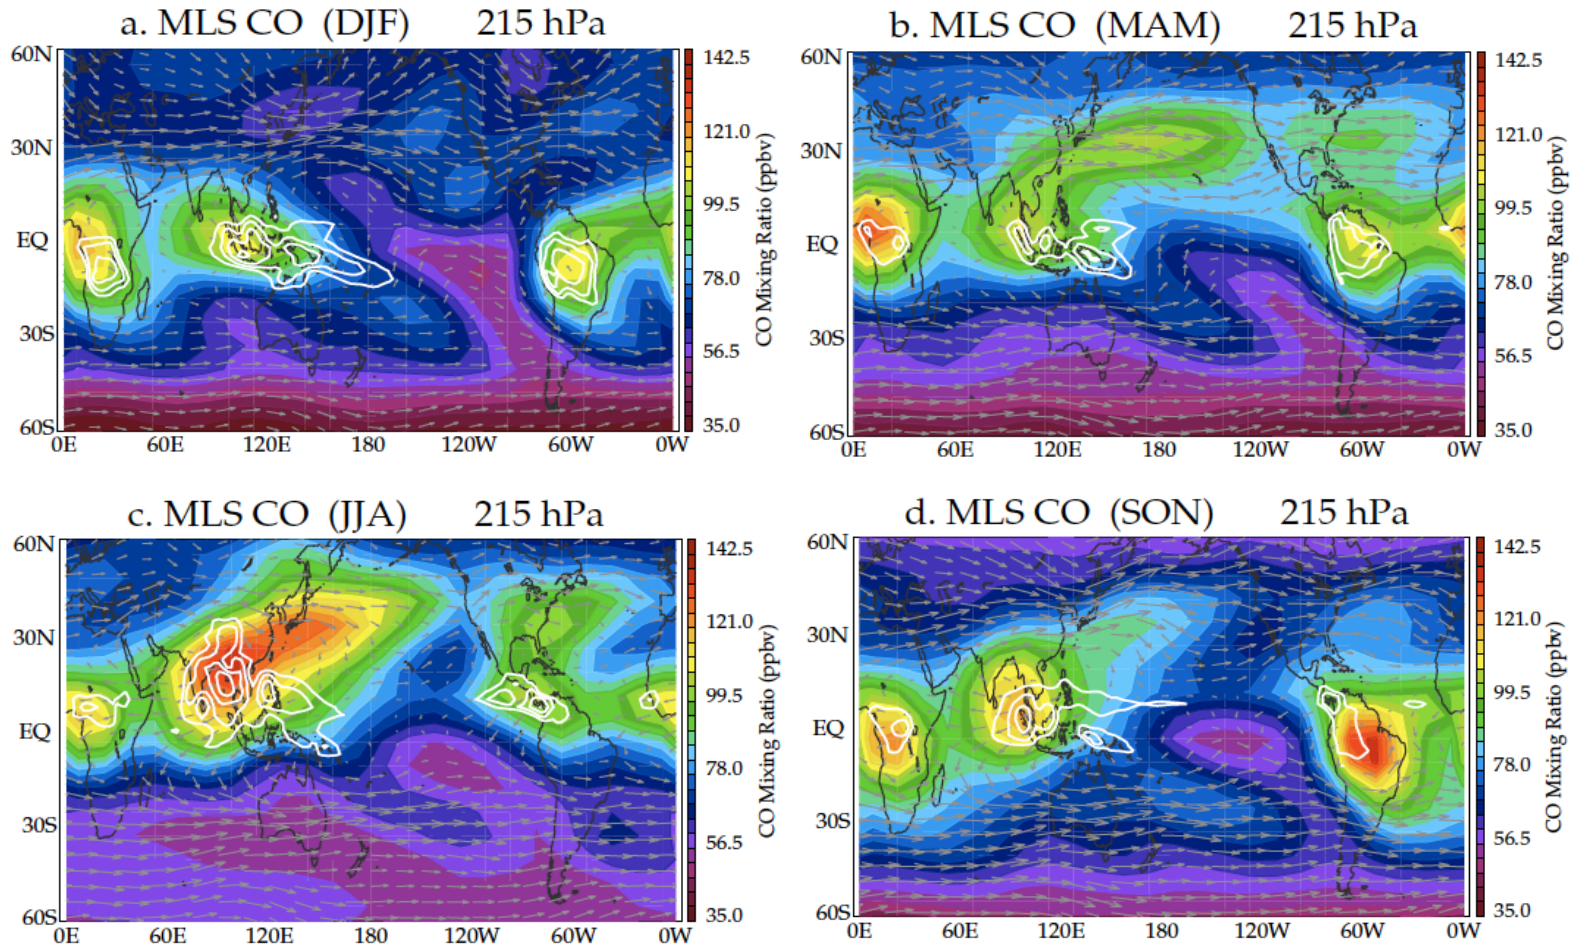 a. MLS CO (DJF) 215 hPa
60N
30N
EQ
30S
60S
0E 60E 120E 180 120W 60W 0W
142.5
121.0
99.5
78.0
56.5
35.0
CO Mixing Ratio (ppbv)
b. MLS CO (MAM) 215 hPa
60N
30N
EQ
30S
60S
0E 60E 120E 180 120W 60W 0W
142.5
121.0
99.5
78.0
56.5
35.0
CO Mixing Ratio (ppbv)
c. MLS CO (JJA) 215 hPa
60N
30N
EQ
30S
60S
0E 60E 120E 180 120W 60W 0W
142.5
121.0
99.5
78.0
56.5
35.0
CO Mixing Ratio (ppbv)
d. MLS CO (SON) 215 hPa
60N
30N
EQ
30S
60S
0E 60E 120E 180 120W 60W 0W
142.5
121.0
99.5
78.0
56.5
35.0
CO Mixing Ratio (ppbv)